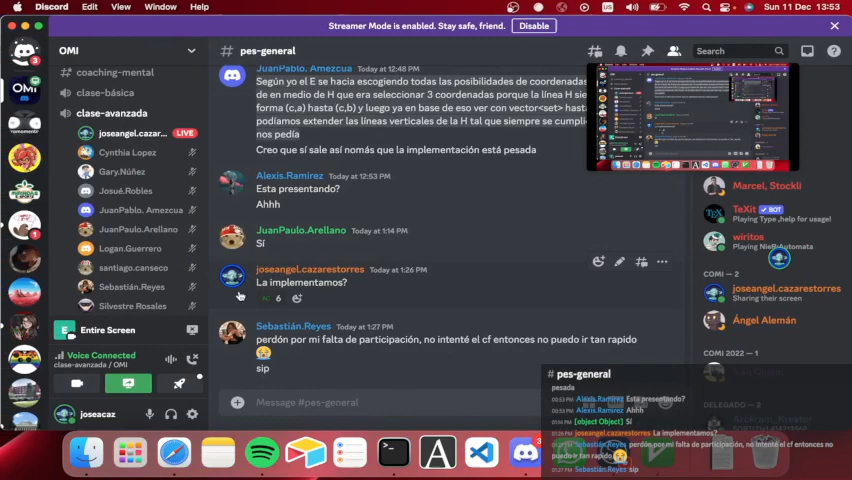 Discord Edit View Window Help
Sun 11 Dec 13:53
Streamer Mode is enabled. Stay safe, friend. Disable
OMI
# pes-general
Search
coaching-mental
clase-básica
clase-avanzada
joseangel.cazar... LIVE
Cynthia Lopez
Gary.Núñez
Josué.Robles
JuanPablo. Amezcua
JuanPaulo.Arellano
Logan.Guerrero
santiago.canseco
Sebastián.Reyes
Silvestre Rosales
Entire Screen
Voice Connected
clase-avanzada / OMI
joseacaz
JuanPablo. Amezcua Today at 12:48 PM
Según yo el E se hacia escogiendo todas las posibilidades de coordenadas
de en medio de H que era seleccionar 3 coordenadas porque la línea H sie
forma (c,a) hasta (c,b) y luego ya en base de eso ver con vector<set> hasta
podíamos extender las líneas verticales de la H tal que siempre se cumpli
nos pedía
Creo que sí sale así nomás que la implementación está pesada
Alexis.Ramirez Today at 12:53 PM
Esta presentando?
Ahhh
JuanPaulo.Arellano Today at 1:14 PM
Sí
joseangel.cazarestorres Today at 1:26 PM
La implementamos?
6
Sebastián.Reyes Today at 1:27 PM
perdón por mi falta de participación, no intenté el cf entonces no puedo ir tan rapido
sip
Message #pes-general
Marcel, Stockli
TeXit BOT
Playing Type ,help for usage!
wiritos
Playing NieR:Automata
COMI — 2
joseangel.cazarestorres
Sharing their screen
Ángel Alemán
COMI 2022 — 1
DELEGADO — 2
# pes-general
pesada
Alexis.Ramirez Esta presentando?
Alexis.Ramirez Ahhh
[object Object] Sí
joseangel.cazarestorres La implementamos?
Sebastián.Reyes perdón por mi falta de participación, no intenté el cf entonces no
puedo ir tan rapido
Sebastián.Reyes sip